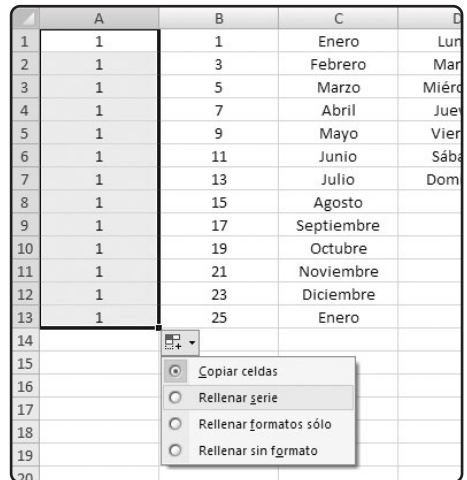 A B C D
1 1 1 Enero Lun
2 1 3 Febrero Mar
3 1 5 Marzo Miérc
4 1 7 Abril Juev
5 1 9 Mayo Vier
6 1 11 Junio Sába
7 1 13 Julio Dom
8 1 15 Agosto
9 1 17 Septiembre
10 1 19 Octubre
11 1 21 Noviembre
12 1 23 Diciembre
13 1 25 Enero
14
15
Copiar celdas
16
Rellenar serie
17
Rellenar formatos sólo
18
Rellenar sin formato
19
20